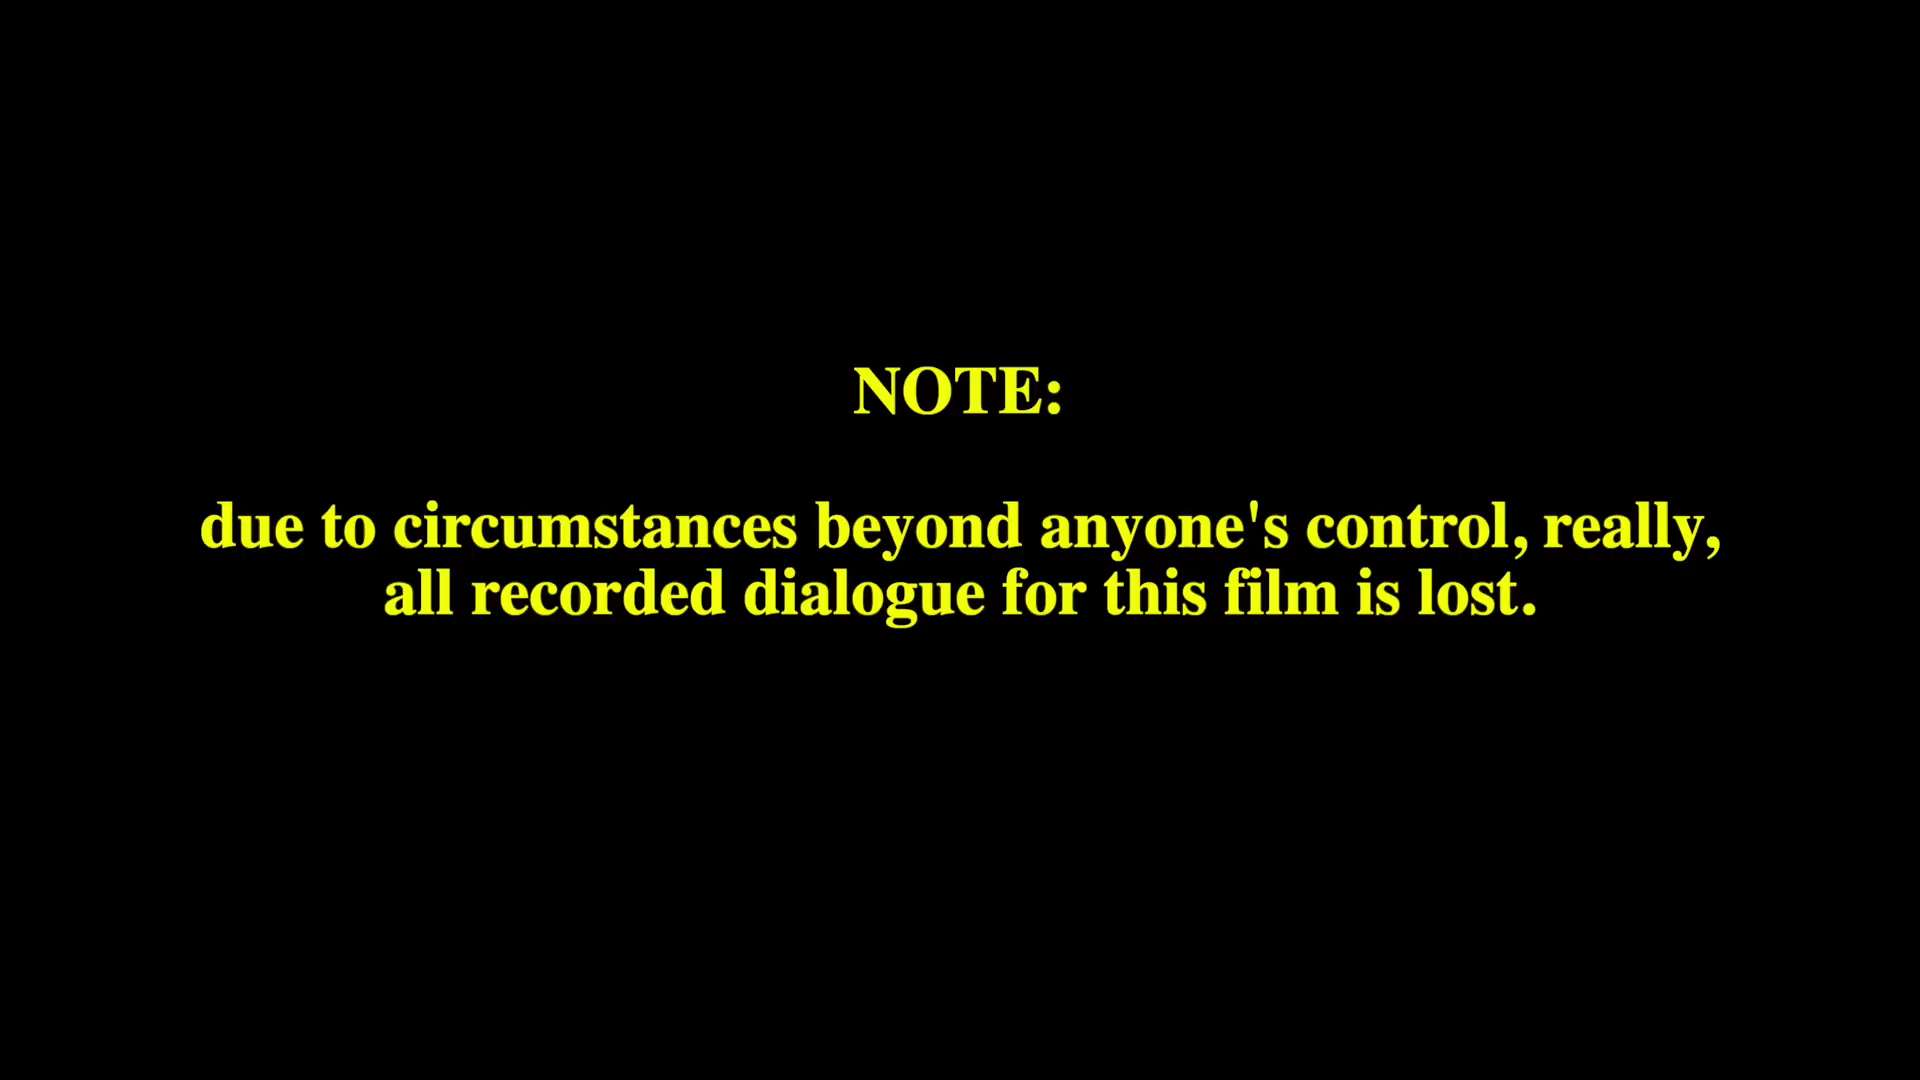 NOTE:
due to circumstances beyond anyone's control, really,
all recorded dialogue for this film is lost.